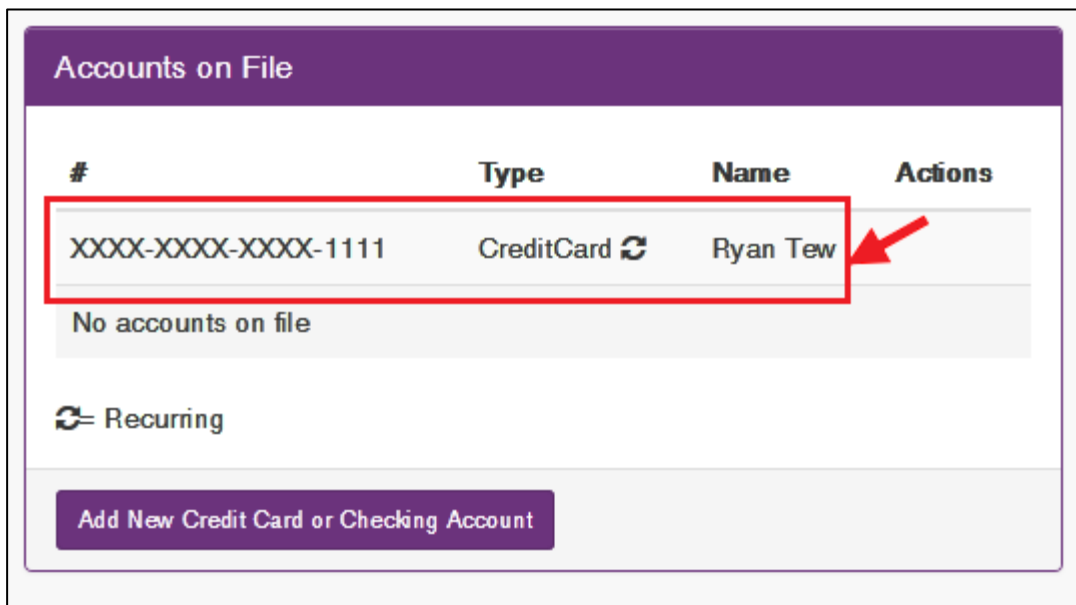 Accounts on File
# Type Name Actions
XXXX-XXXX-XXXX-1111 CreditCard Ryan Tew
No accounts on file
= Recurring
Add New Credit Card or Checking Account